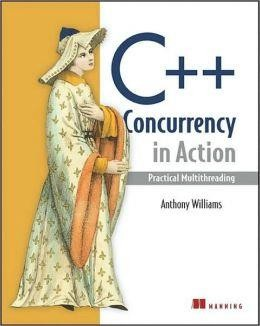 C++
Concurrency
in Action
Practical Multithreading
Anthony Williams
MANNING